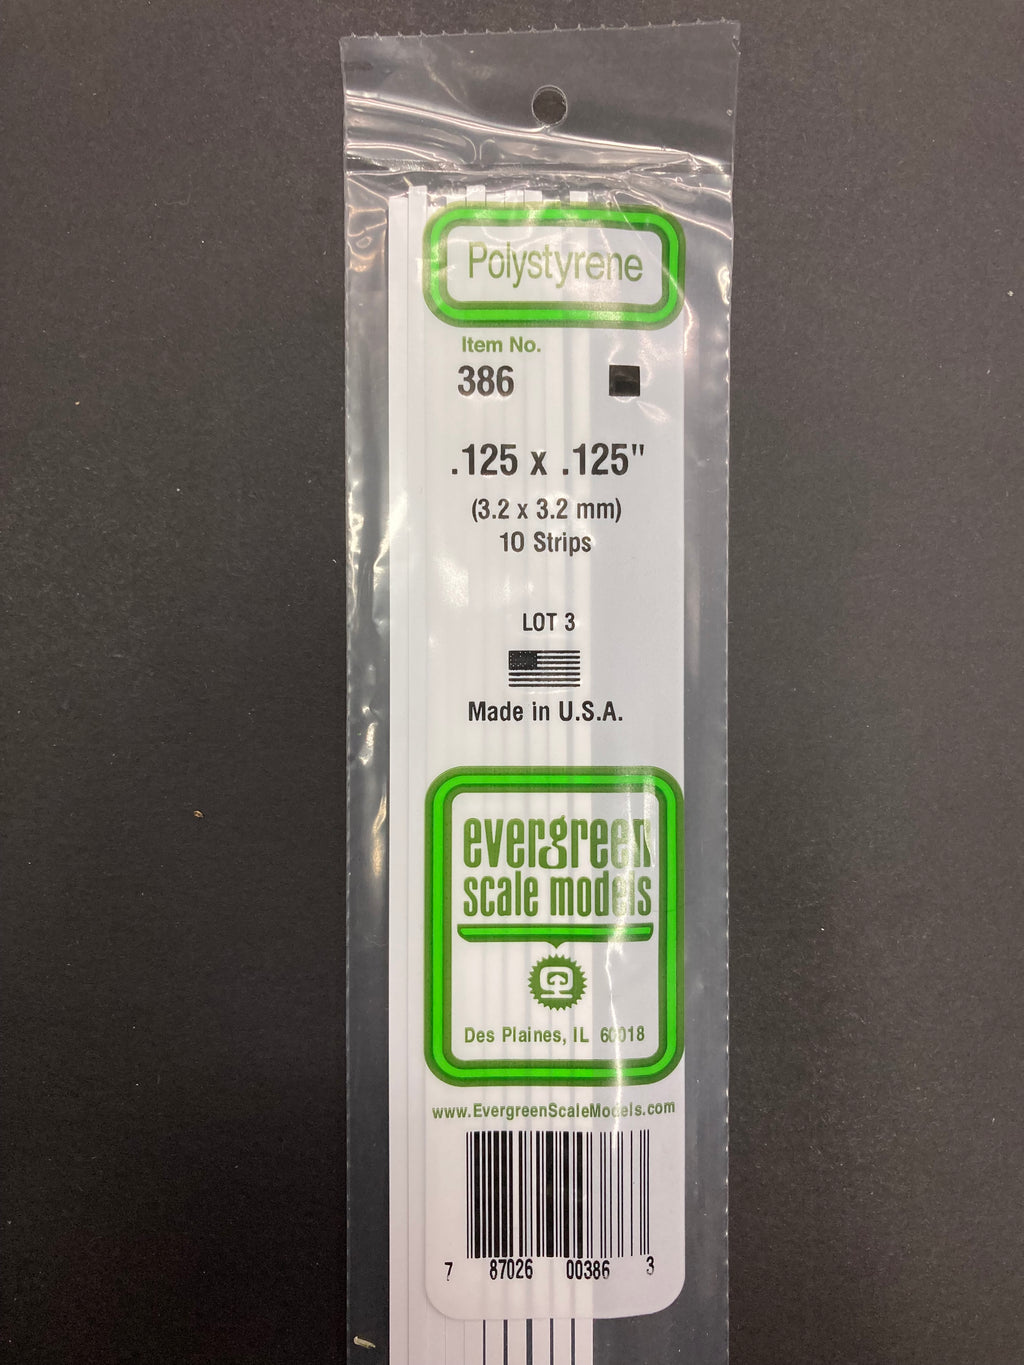 Polystyrene
Item No.
386
.125 x .125"
(3.2 x 3.2 mm)
10 Strips
LOT 3
Made in U.S.A.
evergreen
scale models
Des Plaines, IL 60018
www.EvergreenScaleModels.com
7 87026 00386 3